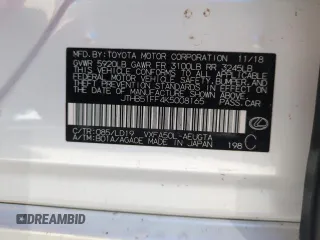 MFD. BY: TOYOTA MOTOR CORPORATION 11/18
GVWR 5920LB GAWR FR 3100LB RR 3245LB
THIS VEHICLE CONFORMS TO ALL APPLICABLE
FEDERAL MOTOR VEHICLE SAFETY, BUMPER, AND
THEFT PREVENTION STANDARDS IN EFFECT ON
THE DATE OF MANUFACTURE SHOWN ABOVE.
JTHB51FF4K5008165
PASS. CAR
C/TR: 085/LD19 VXFA50L-AEUGTA
A/TM: B01A/AGA0E MADE IN JAPAN 198 C
DREAMBID